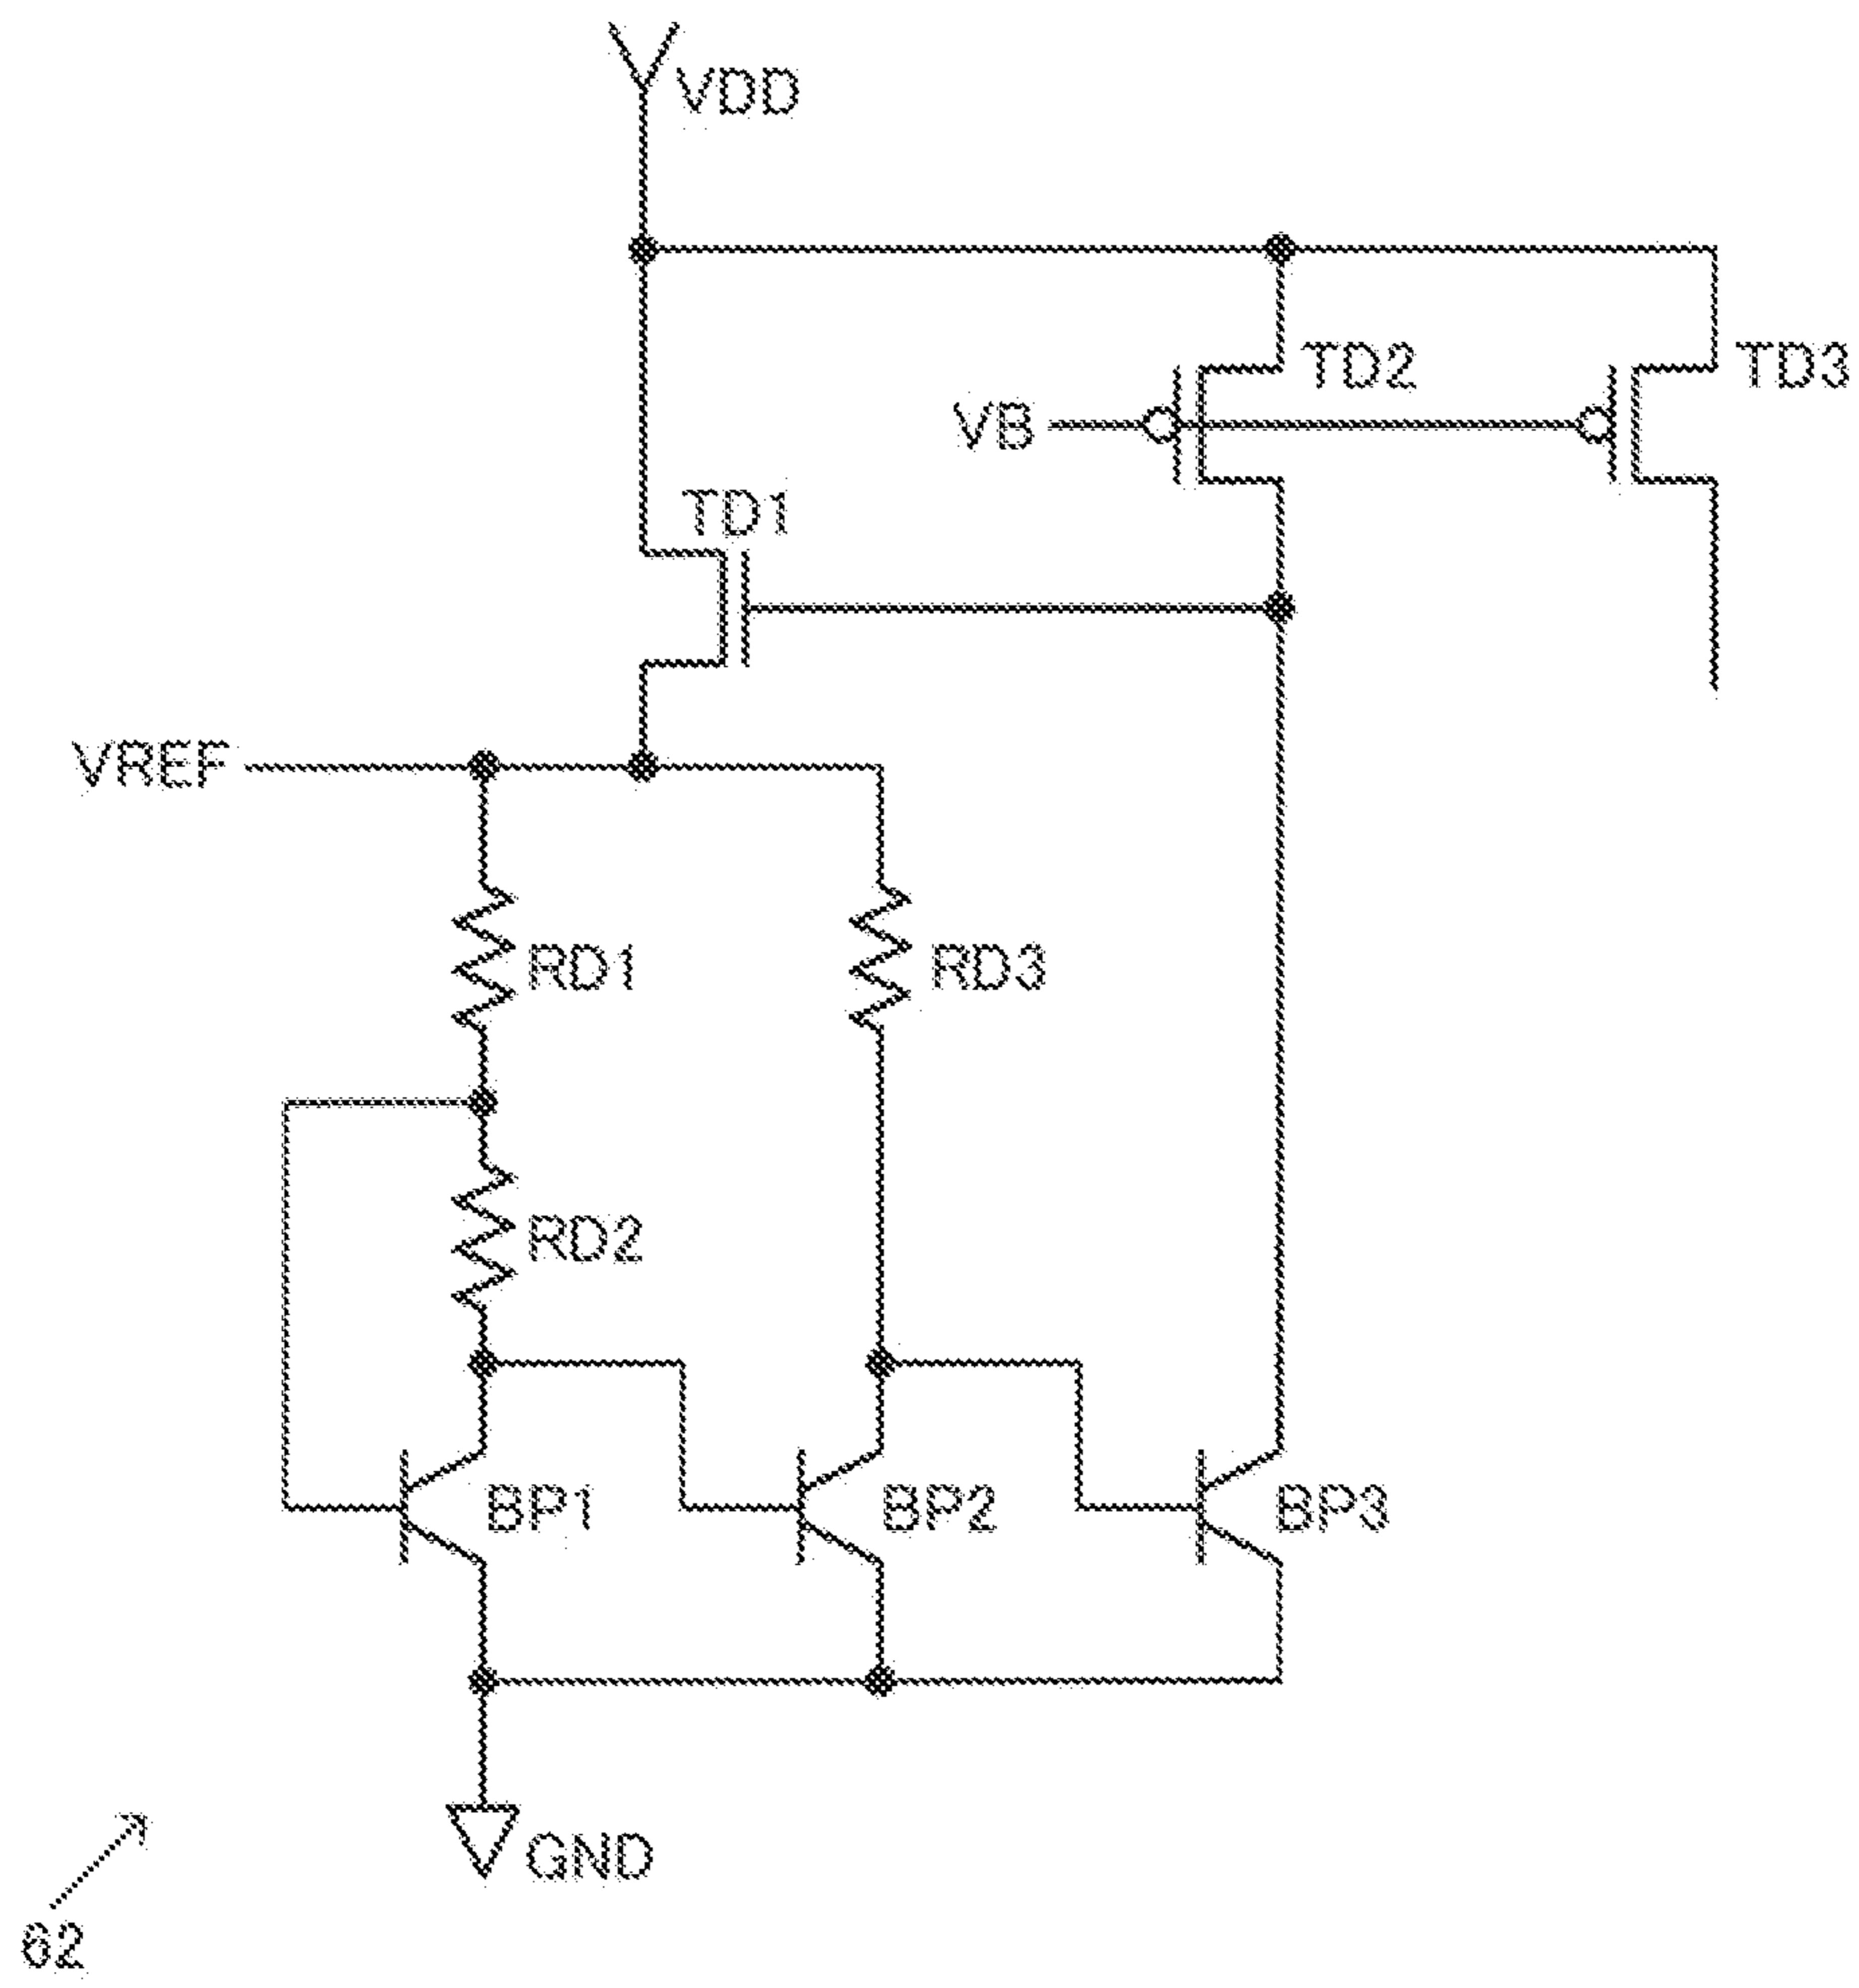 VDD
TD2
TD3
VB
TD1
VREF
RD1
RD3
RD2
BP1
BP2
BP3
GND
62